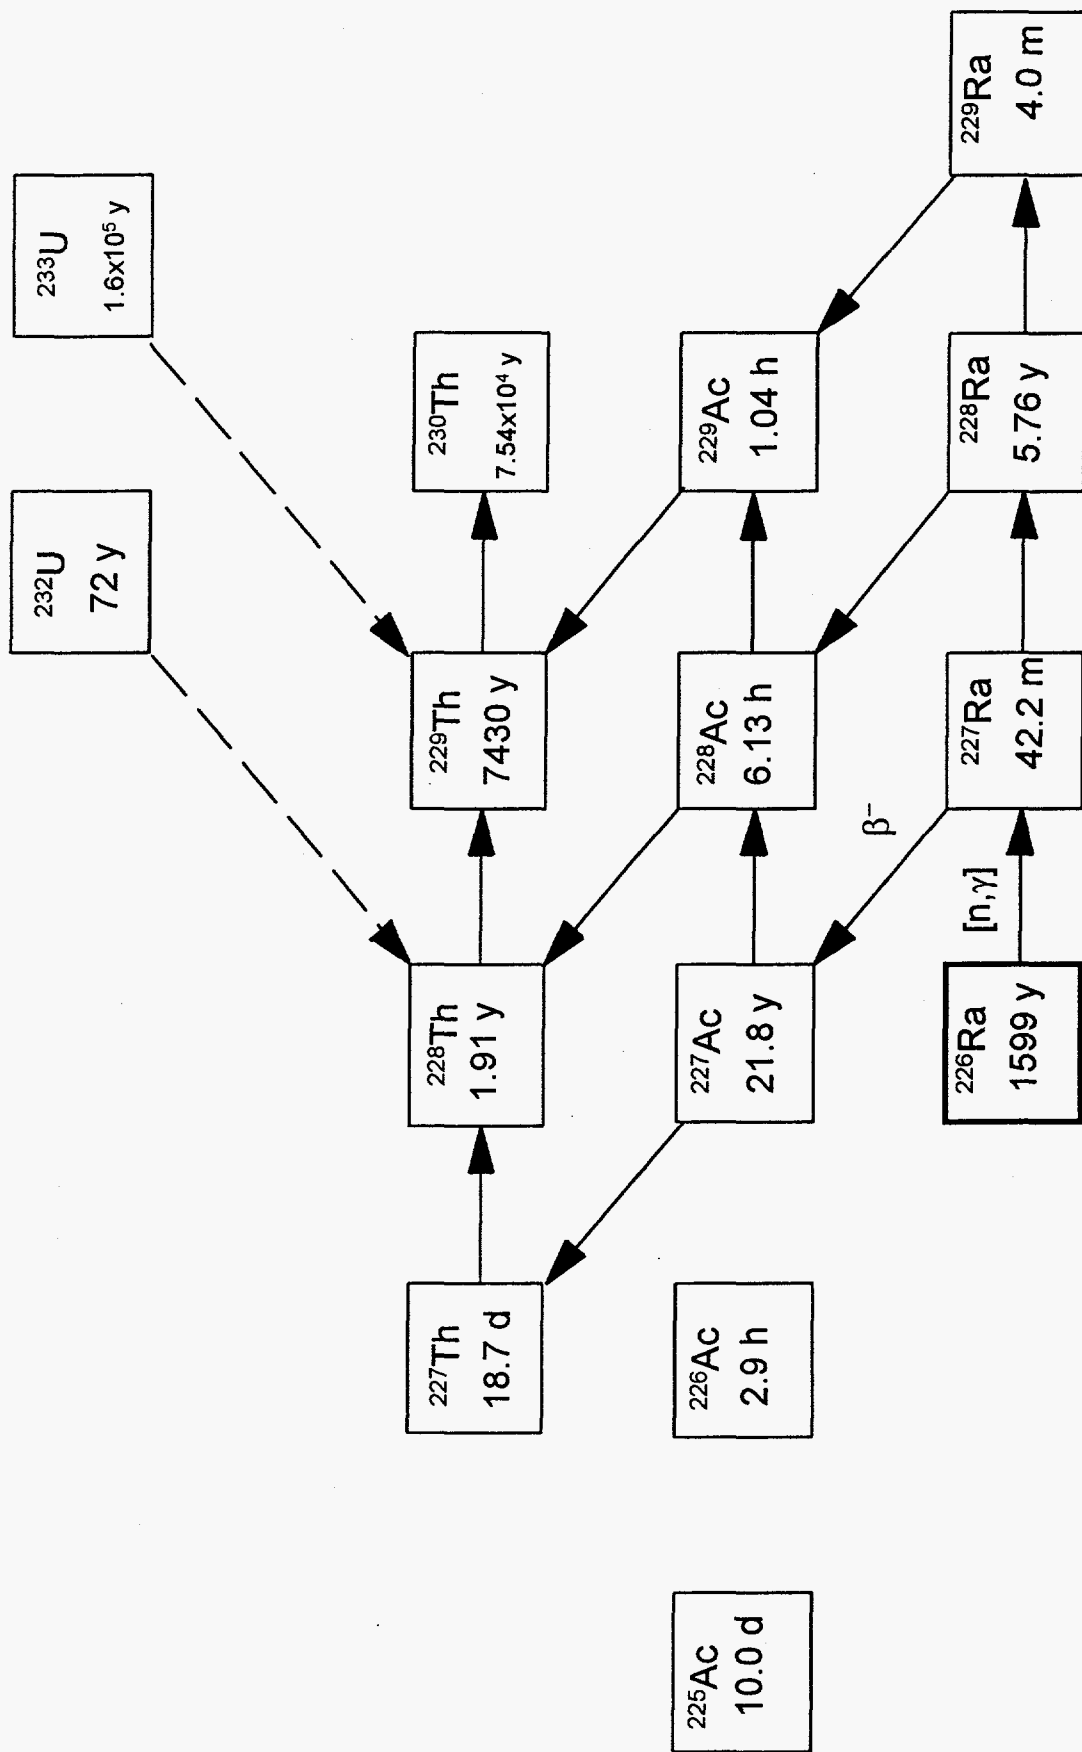 ²³²U
72 y
²³³U
1.6x10⁵ y
²²⁷Th
18.7 d
²²⁸Th
1.91 y
²²⁹Th
7430 y
²³⁰Th
7.54x10⁴ y
²²⁵Ac
10.0 d
²²⁶Ac
2.9 h
²²⁷Ac
21.8 y
²²⁸Ac
6.13 h
²²⁹Ac
1.04 h
β⁻
[n,γ]
²²⁶Ra
1599 y
²²⁷Ra
42.2 m
²²⁸Ra
5.76 y
²²⁹Ra
4.0 m